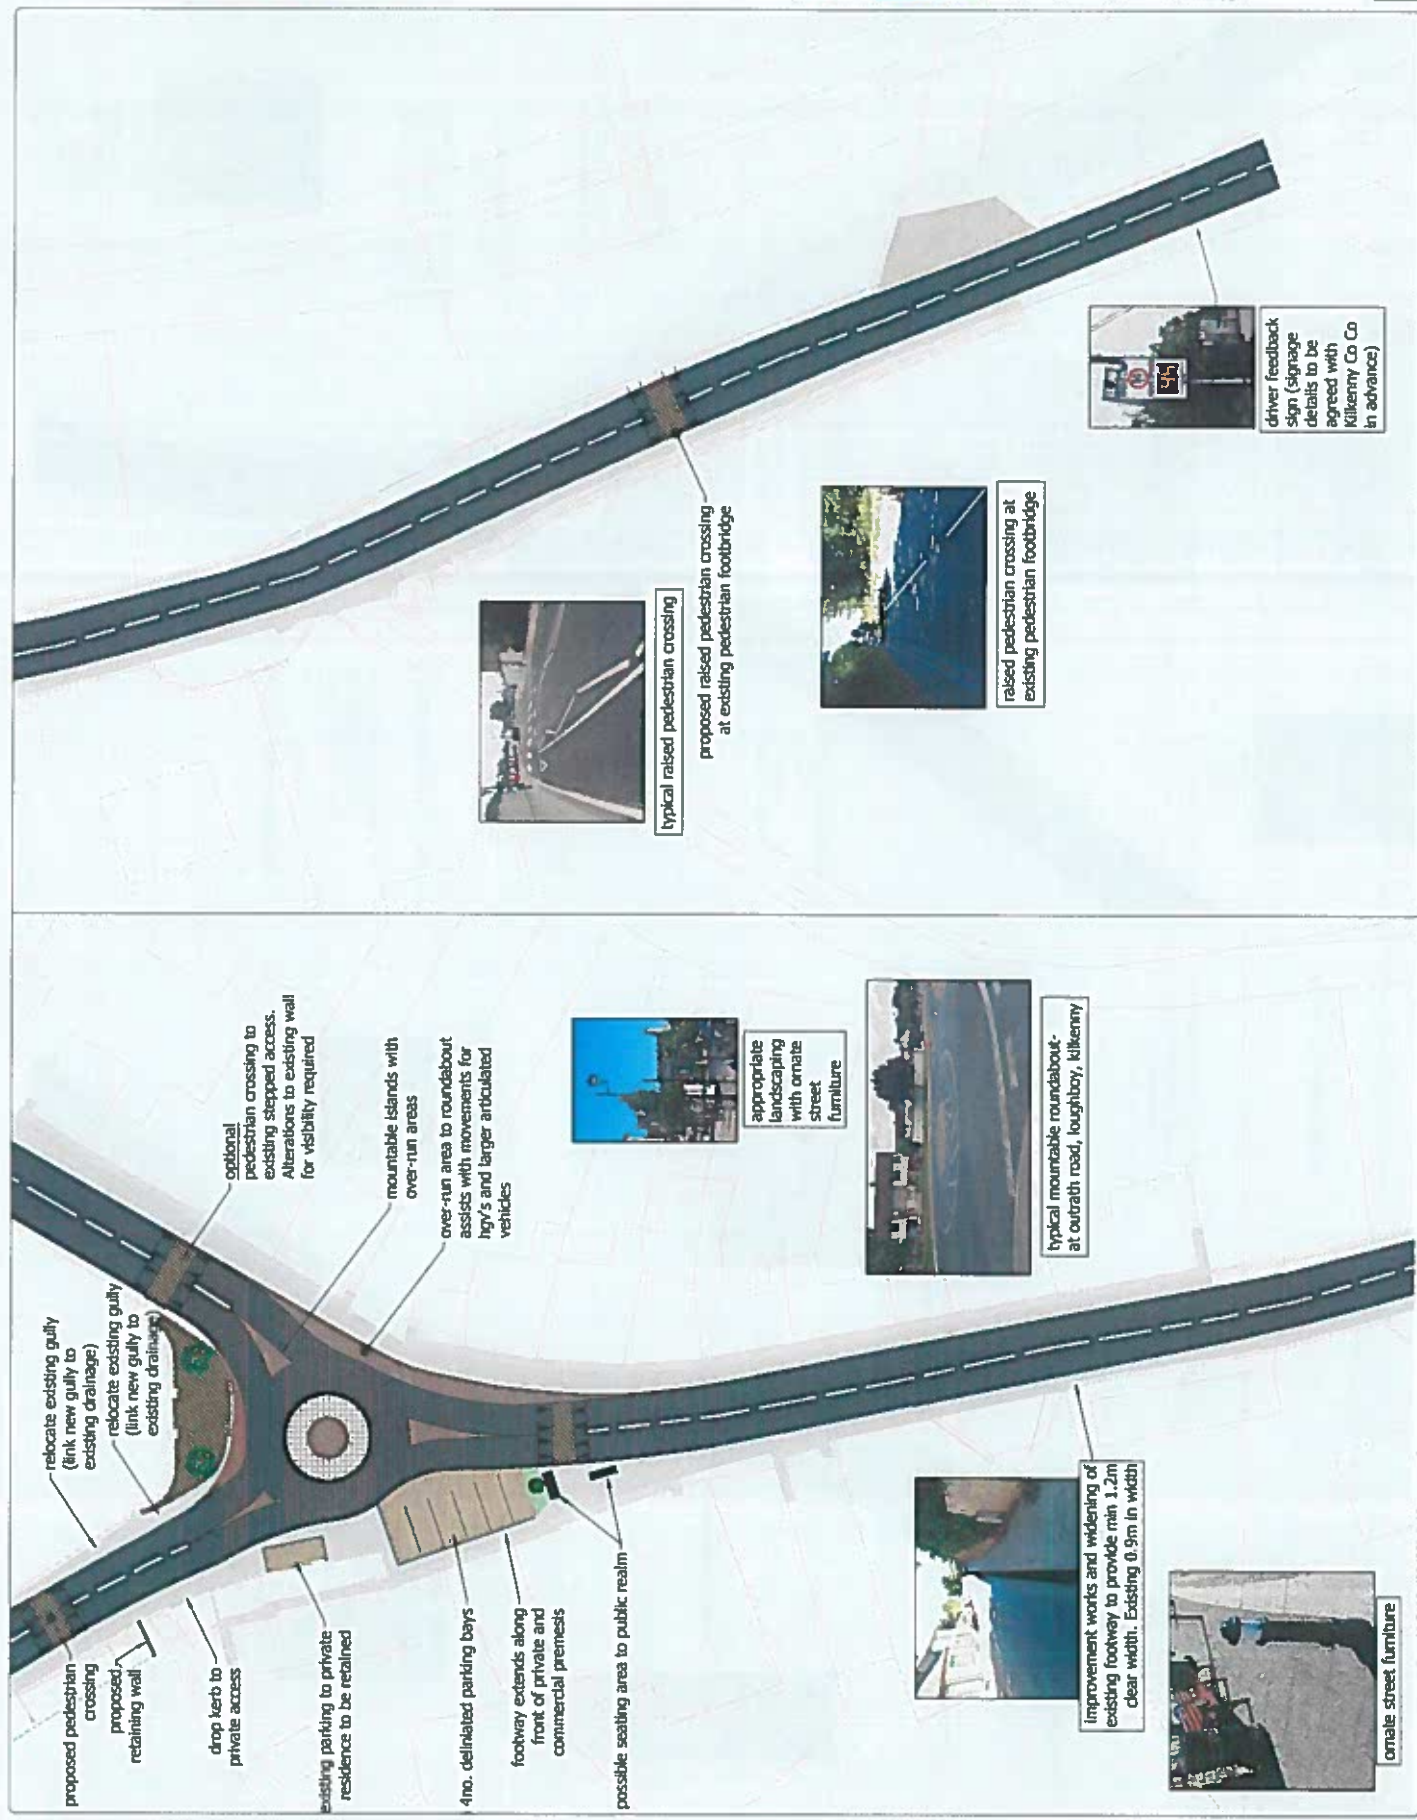 relocate existing gully
(link new gully to
existing drainage)
relocate existing gully
(link new gully to
existing drainage)
optional
pedestrian crossing to
existing stepped access.
Alterations to existing wall
for visibility required
mountable islands with
over-run areas
over-run area to roundabout
assists with movements for
hgv's and larger articulated
vehicles
appropriate
landscaping
with ornate
street
furniture
typical mountable roundabout-
at outrath road, loughboy, kilkenny
proposed pedestrian
crossing
proposed
retaining wall
drop kerb to
private access
existing parking to private
residence to be retained
4no. deliniated parking bays
footway extends along
front of private and
commercial premesis
possible seating area to public realm
improvement works and widening of
existing footway to provide min 1.2m
clear width. Existing 0.9m in width
ornate street furniture
typical raised pedestrian crossing
proposed raised pedestrian crossing
at existing pedestrian footbridge
raised pedestrian crossing at
existing pedestrian footbridge
driver feedback
sign (signage
details to be
agreed with
Kilkenny Co Co
in advance)